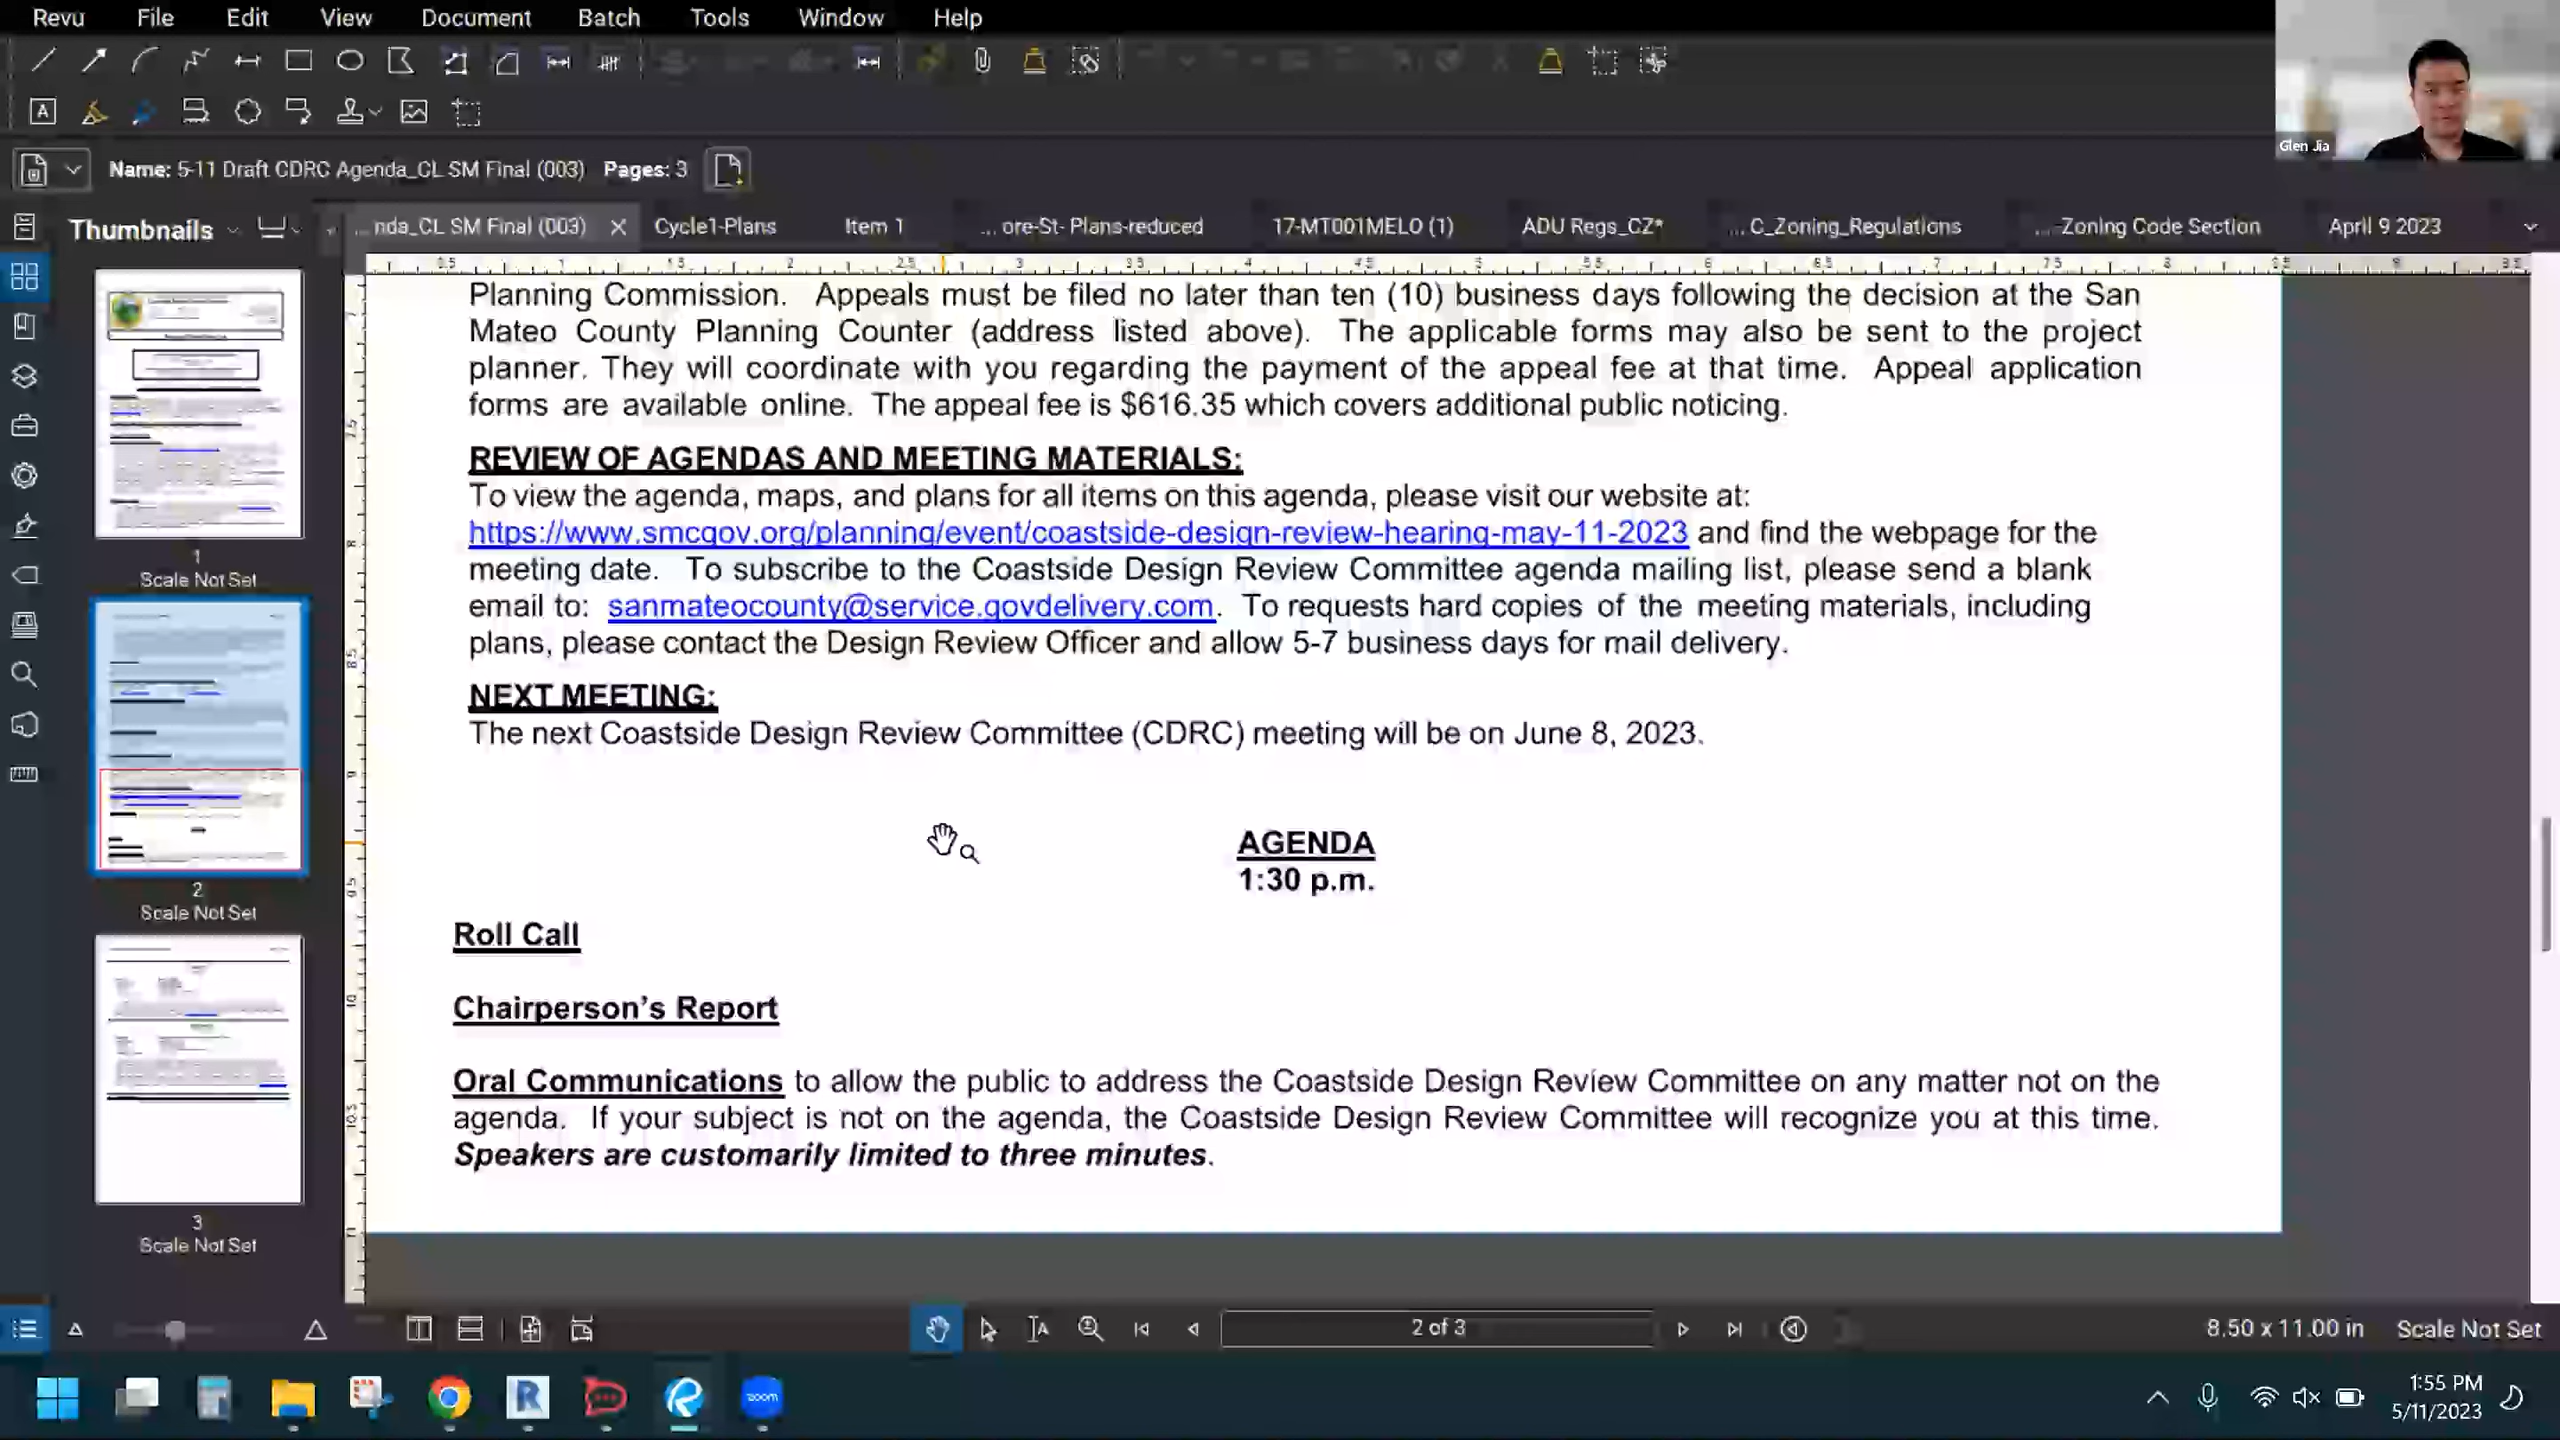 Revu File Edit View Document Batch Tools Window Help
Glen Jia
Name: 5-11 Draft CDRC Agenda_CL SM Final (003) Pages: 3
Thumbnails
... nda_CL SM Final (003) Cycle1-Plans Item 1 ... ore-St- Plans-reduced 17-MT001MELO (1) ADU Regs_CZ* ... C_Zoning_Regulations ... -Zoning Code Section April 9 2023
1
Scale Not Set
2
Scale Not Set
3
Scale Not Set
Planning Commission. Appeals must be filed no later than ten (10) business days following the decision at the San
Mateo County Planning Counter (address listed above). The applicable forms may also be sent to the project
planner. They will coordinate with you regarding the payment of the appeal fee at that time. Appeal application
forms are available online. The appeal fee is $616.35 which covers additional public noticing.
REVIEW OF AGENDAS AND MEETING MATERIALS:
To view the agenda, maps, and plans for all items on this agenda, please visit our website at:
https://www.smcgov.org/planning/event/coastside-design-review-hearing-may-11-2023 and find the webpage for the
meeting date. To subscribe to the Coastside Design Review Committee agenda mailing list, please send a blank
email to: sanmateocounty@service.govdelivery.com. To requests hard copies of the meeting materials, including
plans, please contact the Design Review Officer and allow 5-7 business days for mail delivery.
NEXT MEETING:
The next Coastside Design Review Committee (CDRC) meeting will be on June 8, 2023.
AGENDA
1:30 p.m.
Roll Call
Chairperson’s Report
Oral Communications to allow the public to address the Coastside Design Review Committee on any matter not on the
agenda. If your subject is not on the agenda, the Coastside Design Review Committee will recognize you at this time.
Speakers are customarily limited to three minutes.
2 of 3
8.50 x 11.00 in Scale Not Set
zoom
1:55 PM
5/11/2023